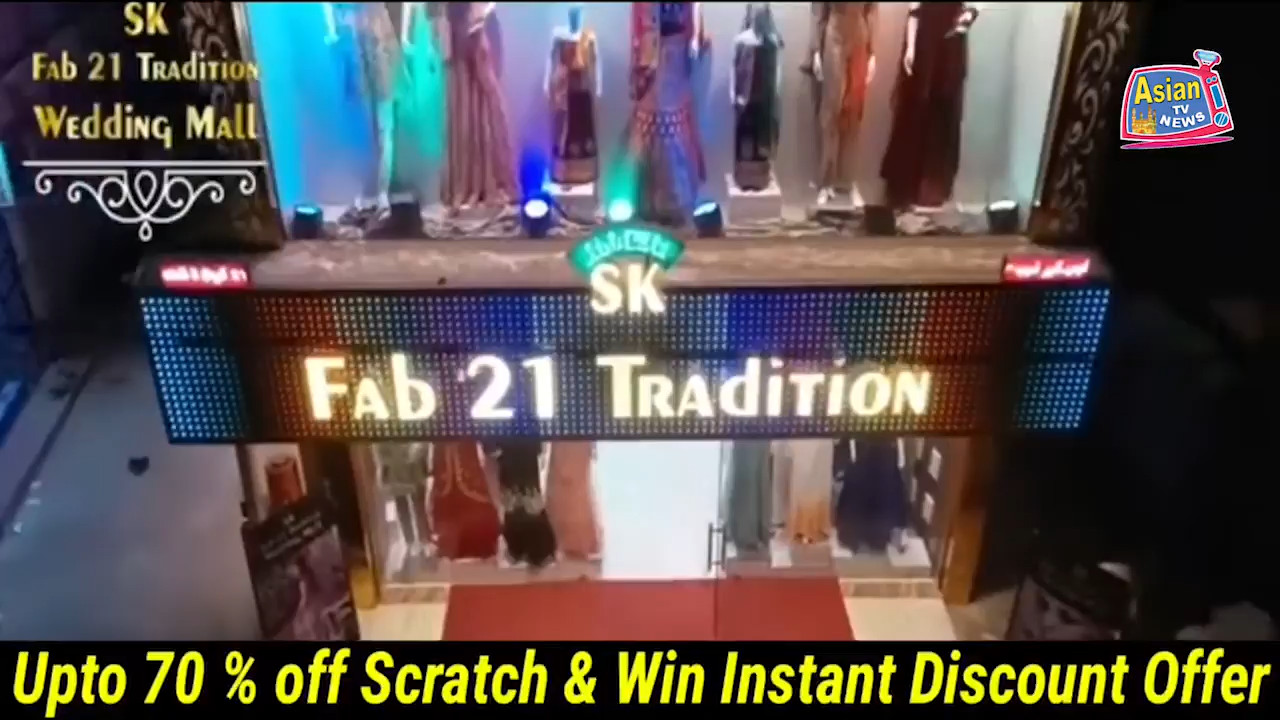 SK
Fab 21 Tradition
Wedding Mall
Asian
TV
NEWS
SK
Fab 21 Tradition
Upto 70 % off Scratch & Win Instant Discount Offer